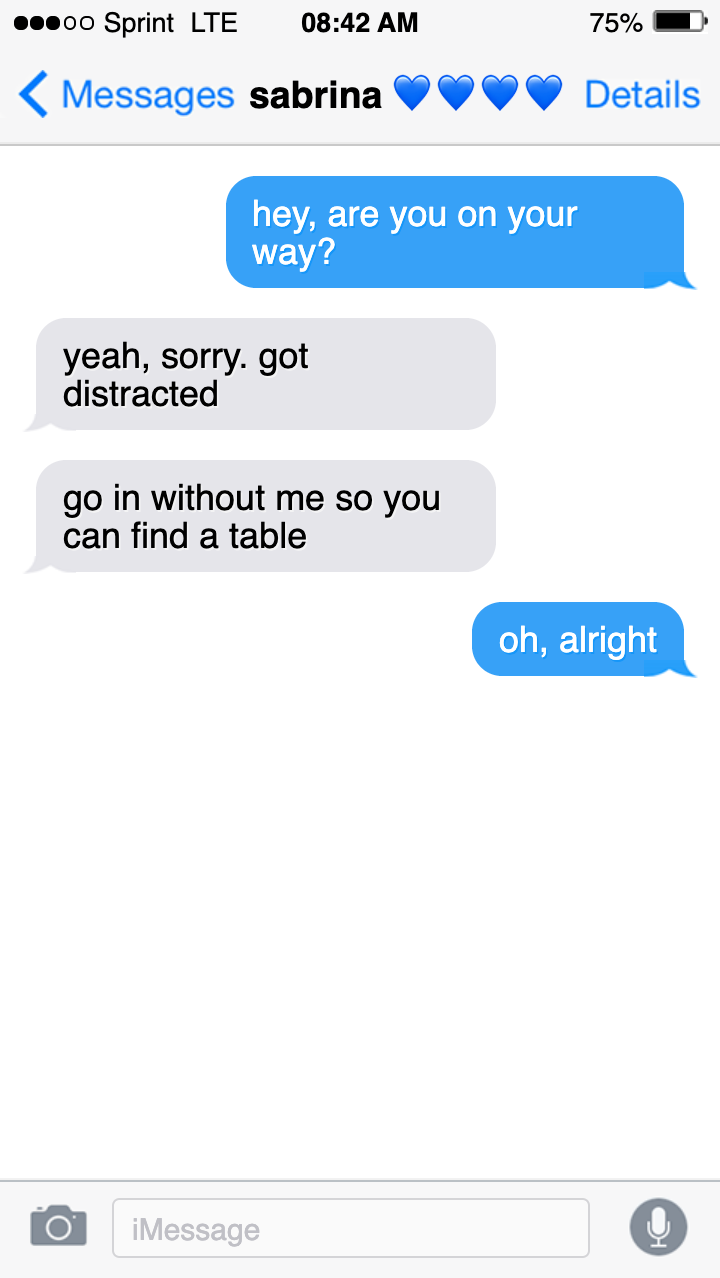 ●●●○○ Sprint LTE 08:42 AM 75%
Messages sabrina 💙💙💙💙 Details
hey, are you on your
way?
yeah, sorry. got
distracted
go in without me so you
can find a table
oh, alright
iMessage